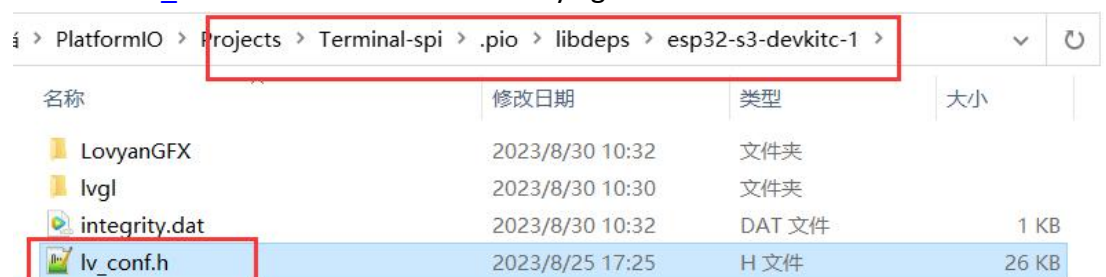 PlatformIO > Projects > Terminal-spi > .pio > libdeps > esp32-s3-devkitc-1 >
名称 修改日期 类型 大小
LovyanGFX 2023/8/30 10:32 文件夹
lvgl 2023/8/30 10:30 文件夹
integrity.dat 2023/8/30 10:32 DAT 文件 1 KB
lv_conf.h 2023/8/25 17:25 H 文件 26 KB